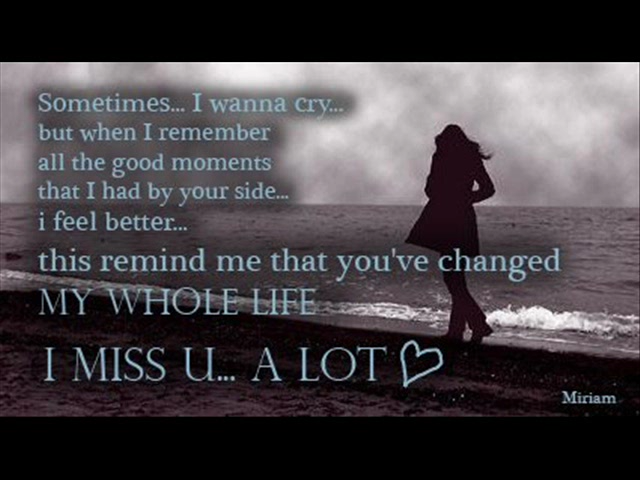 Sometimes... I wanna cry...
but when I remember
all the good moments
that I had by your side...
i feel better...
this remind me that you've changed
MY WHOLE LIFE
I MISS U... A LOT
Miriam